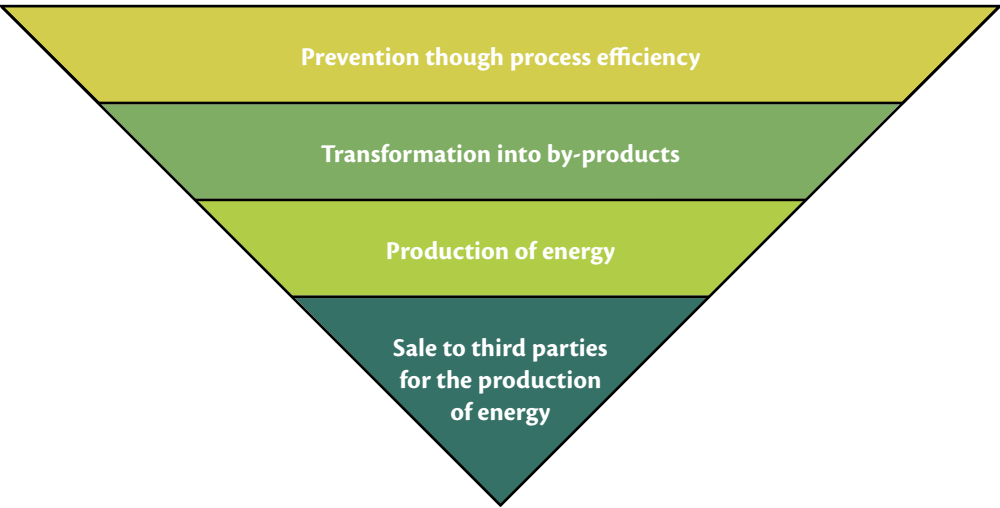 Prevention though process efficiency
Transformation into by-products
Production of energy
Sale to third parties
for the production
of energy